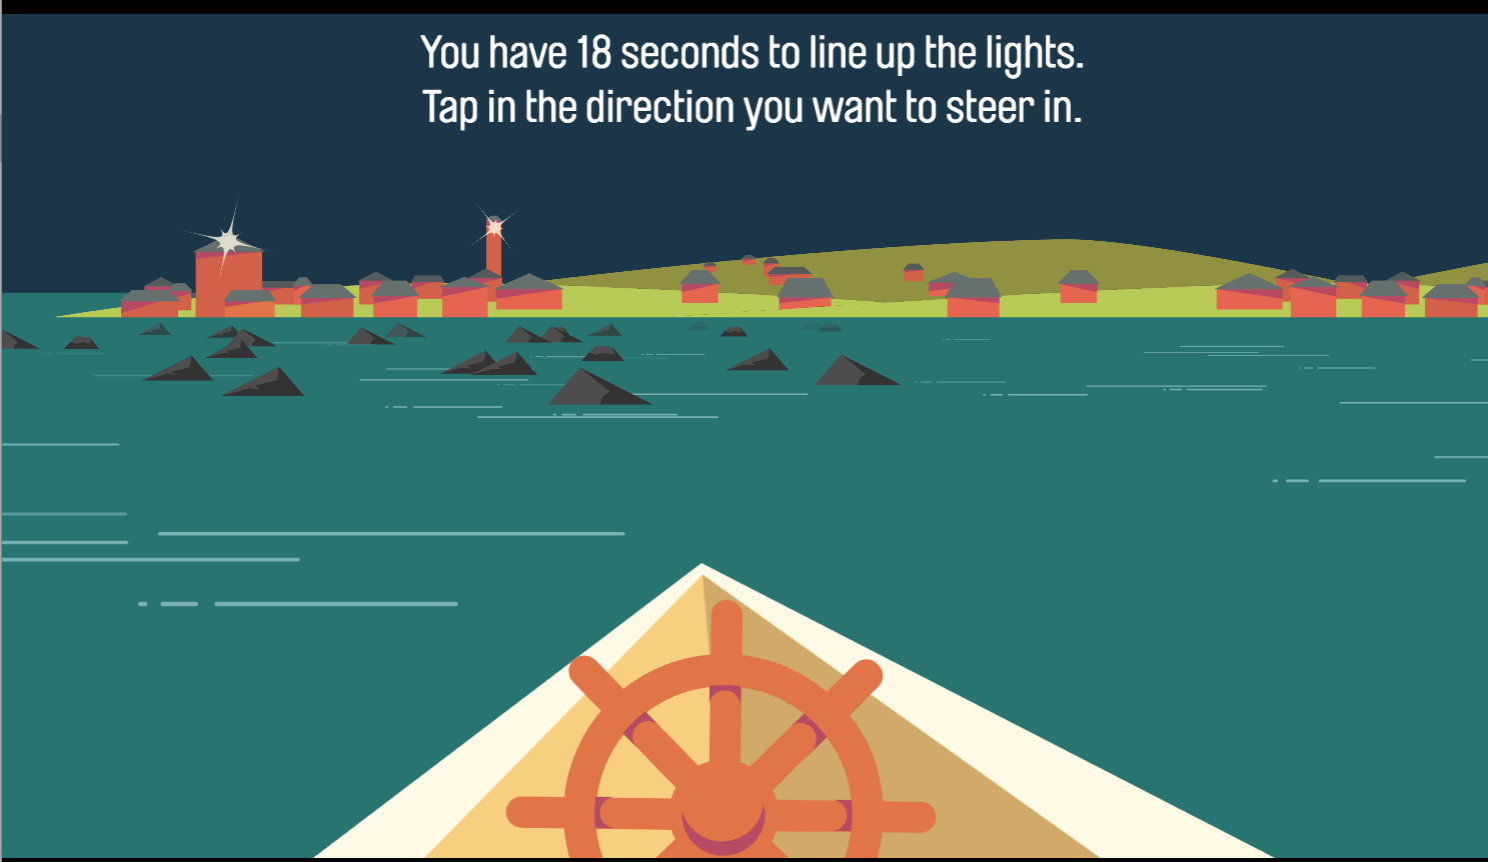 You have 18 seconds to line up the lights.
Tap in the direction you want to steer in.